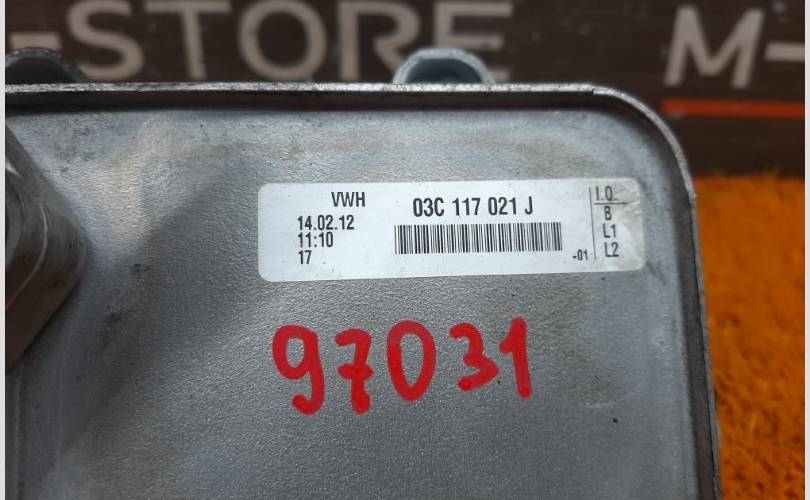 -STORE
M-
VWH
03C 117 021 J
14.02.12
11:10
17
-01
I.O.
B
L1
L2
97031